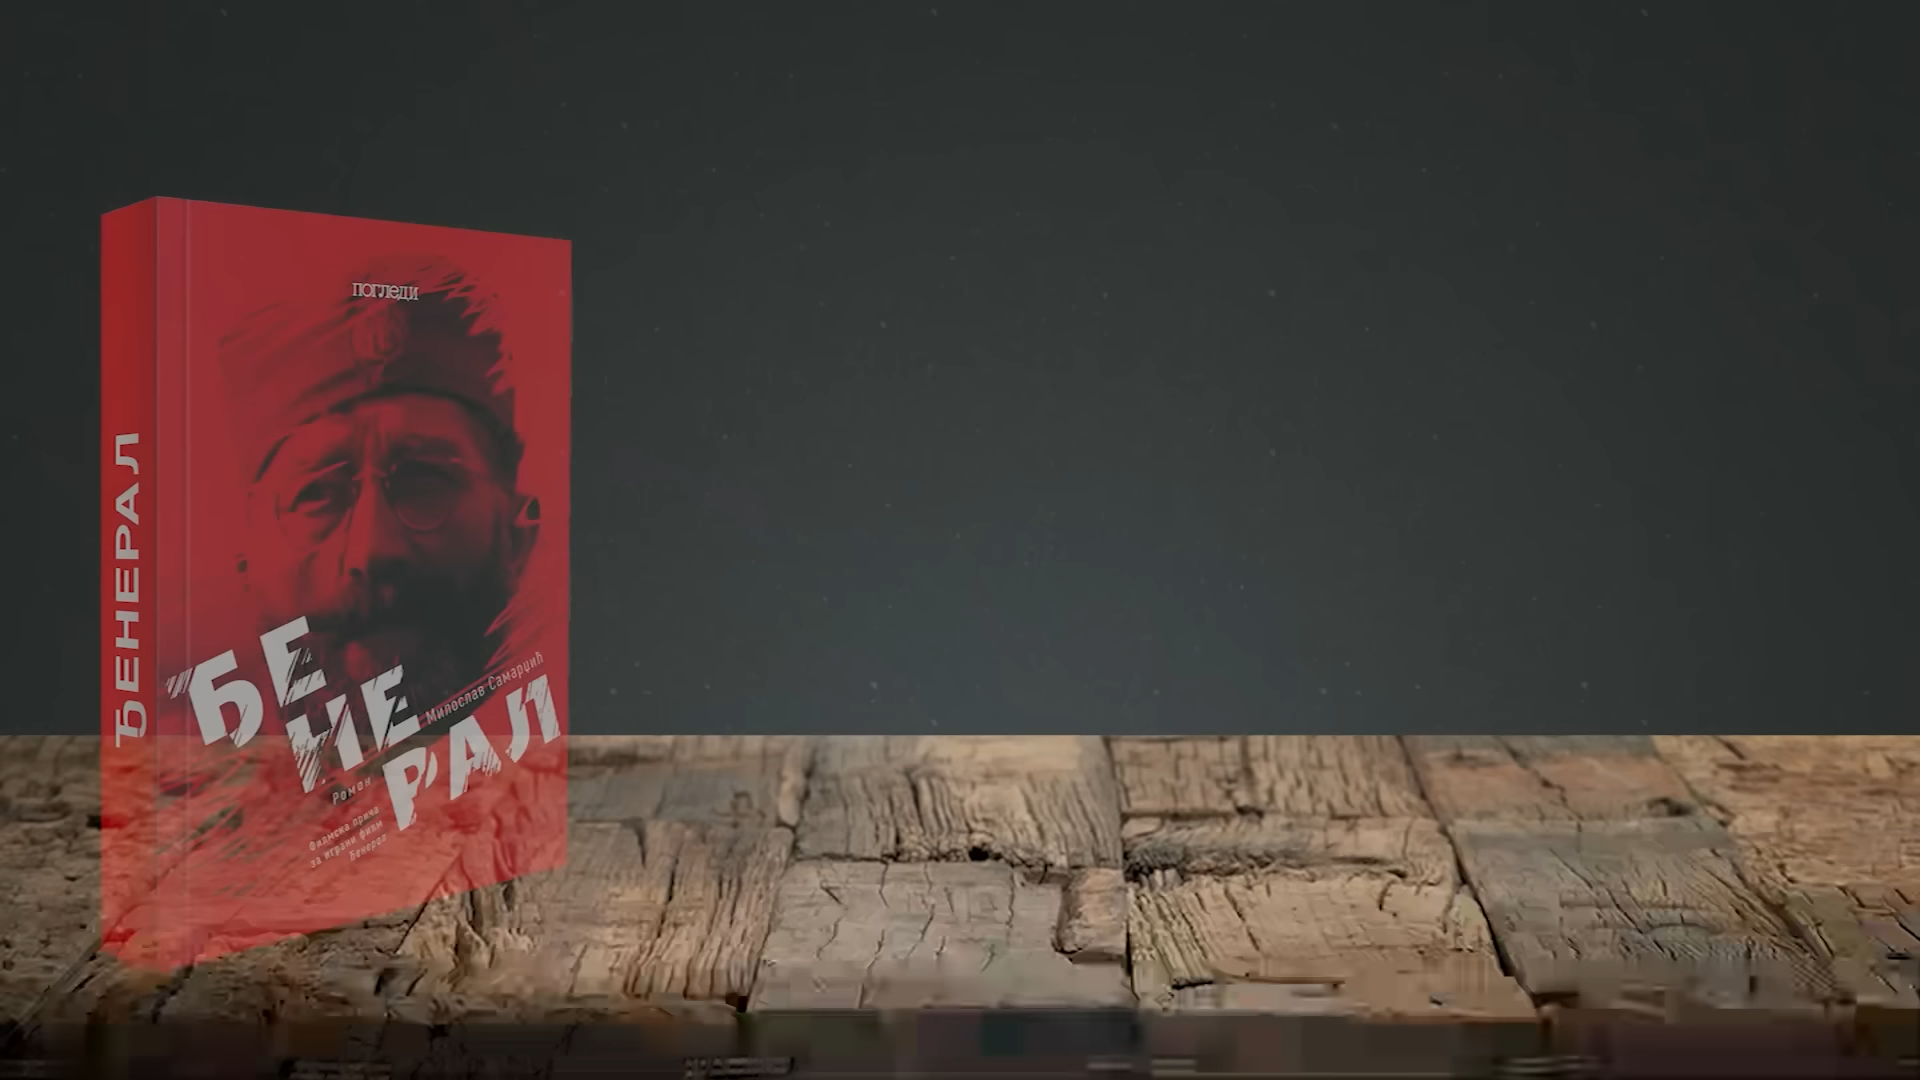 ЂЕНЕРАЛ
погледи
ЂЕ
НЕ
РАЛ
Милослав Самарџић
Роман
Филмска прича
за играни филм
Ђенерал